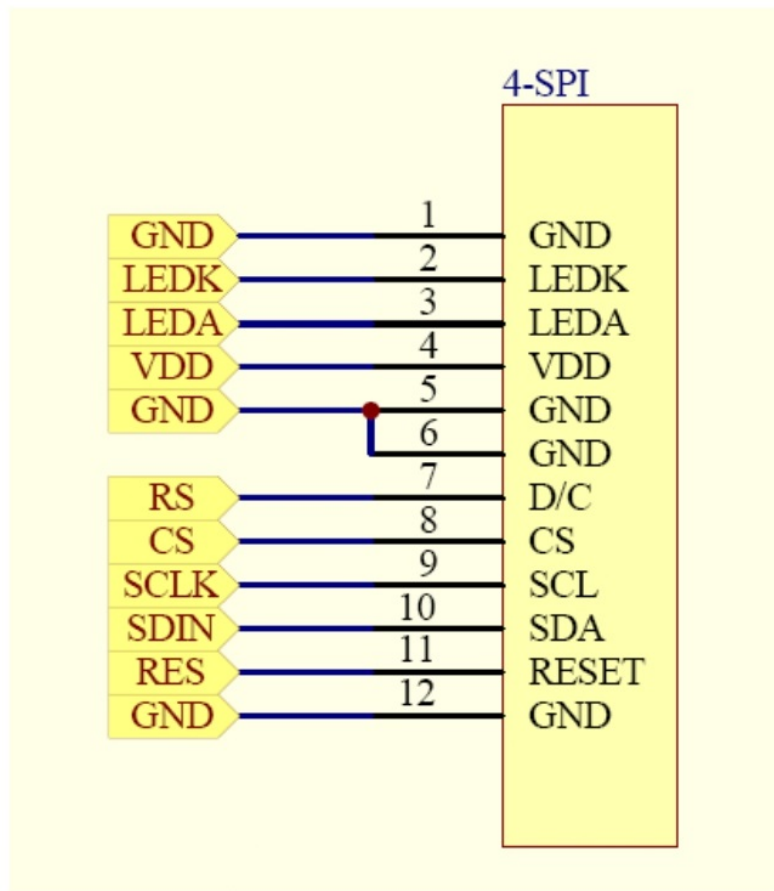 4-SPI
GND 1 GND
LEDK 2 LEDK
LEDA 3 LEDA
VDD 4 VDD
GND 5 GND
6 GND
RS 7 D/C
CS 8 CS
SCLK 9 SCL
SDIN 10 SDA
RES 11 RESET
GND 12 GND